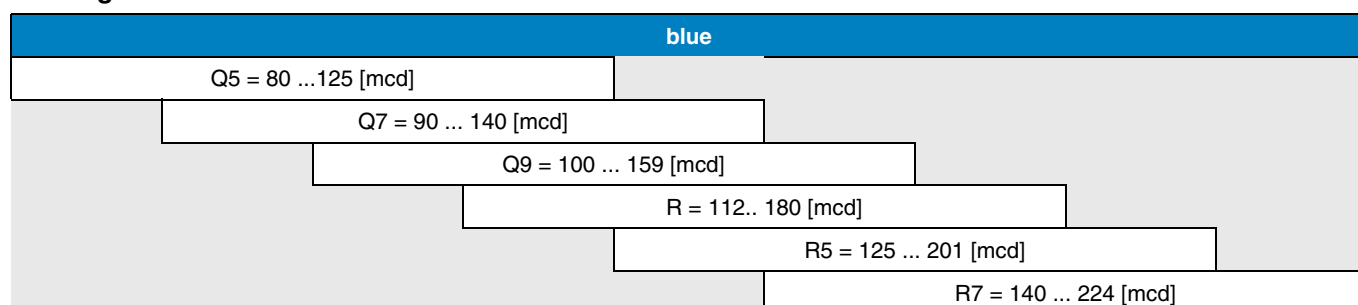 blue
Q5 = 80 ...125 [mcd]
Q7 = 90 ... 140 [mcd]
Q9 = 100 ... 159 [mcd]
R = 112.. 180 [mcd]
R5 = 125 ... 201 [mcd]
R7 = 140 ... 224 [mcd]